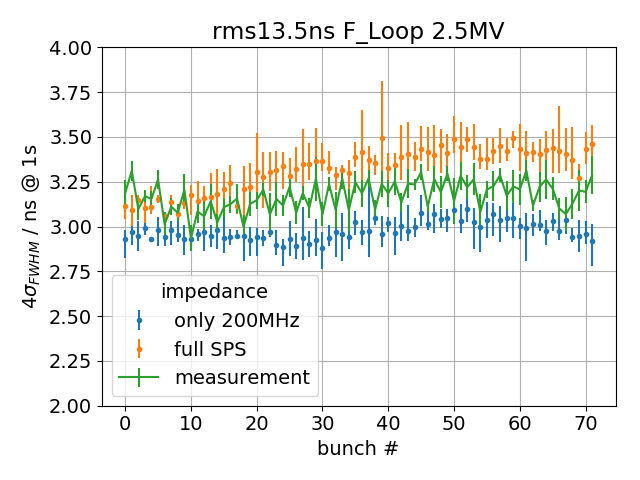 rms13.5ns F_Loop 2.5MV
4.00
3.75
3.50
3.25
3.00
2.75
2.50
2.25
2.00
4σFWHM / ns @ 1s
impedance
only 200MHz
full SPS
measurement
0 10 20 30 40 50 60 70
bunch #